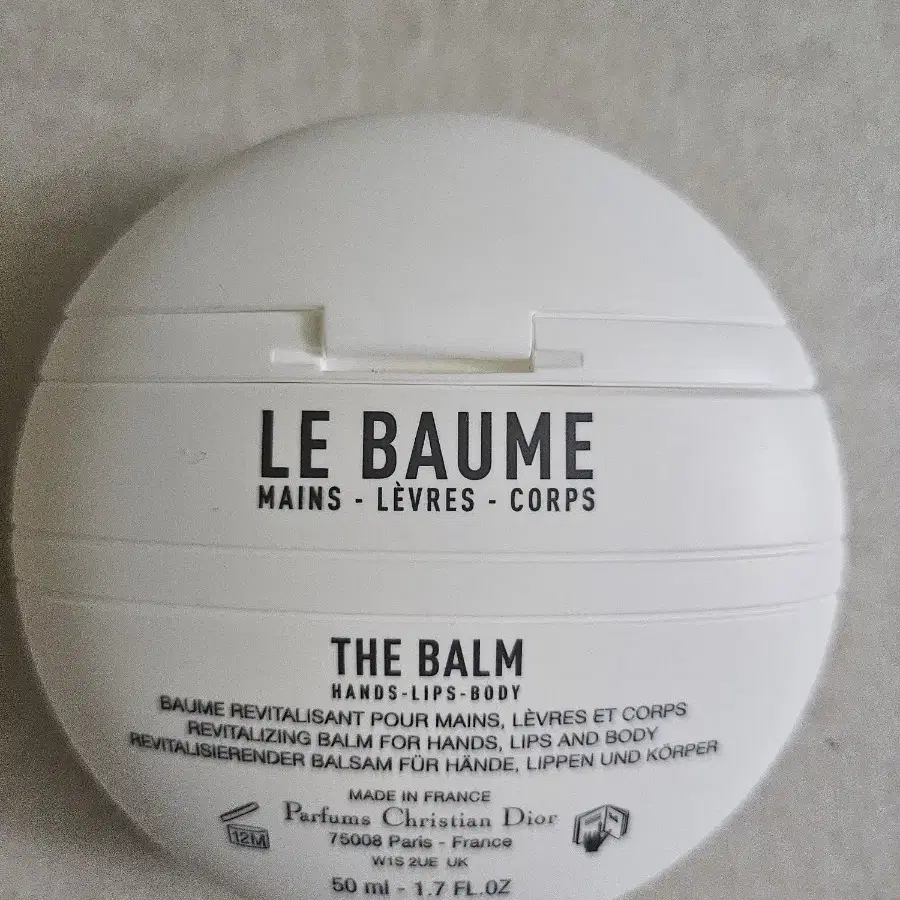 LE BAUME
MAINS - LÈVRES - CORPS
THE BALM
HANDS-LIPS-BODY
BAUME REVITALISANT POUR MAINS, LÈVRES ET CORPS
REVITALIZING BALM FOR HANDS, LIPS AND BODY
REVITALISIERENDER BALSAM FÜR HÄNDE, LIPPEN UND KÖRPER
MADE IN FRANCE
12M
Parfums Christian Dior
75008 Paris - France
W1S 2UE UK
50 ml - 1.7 FL.OZ